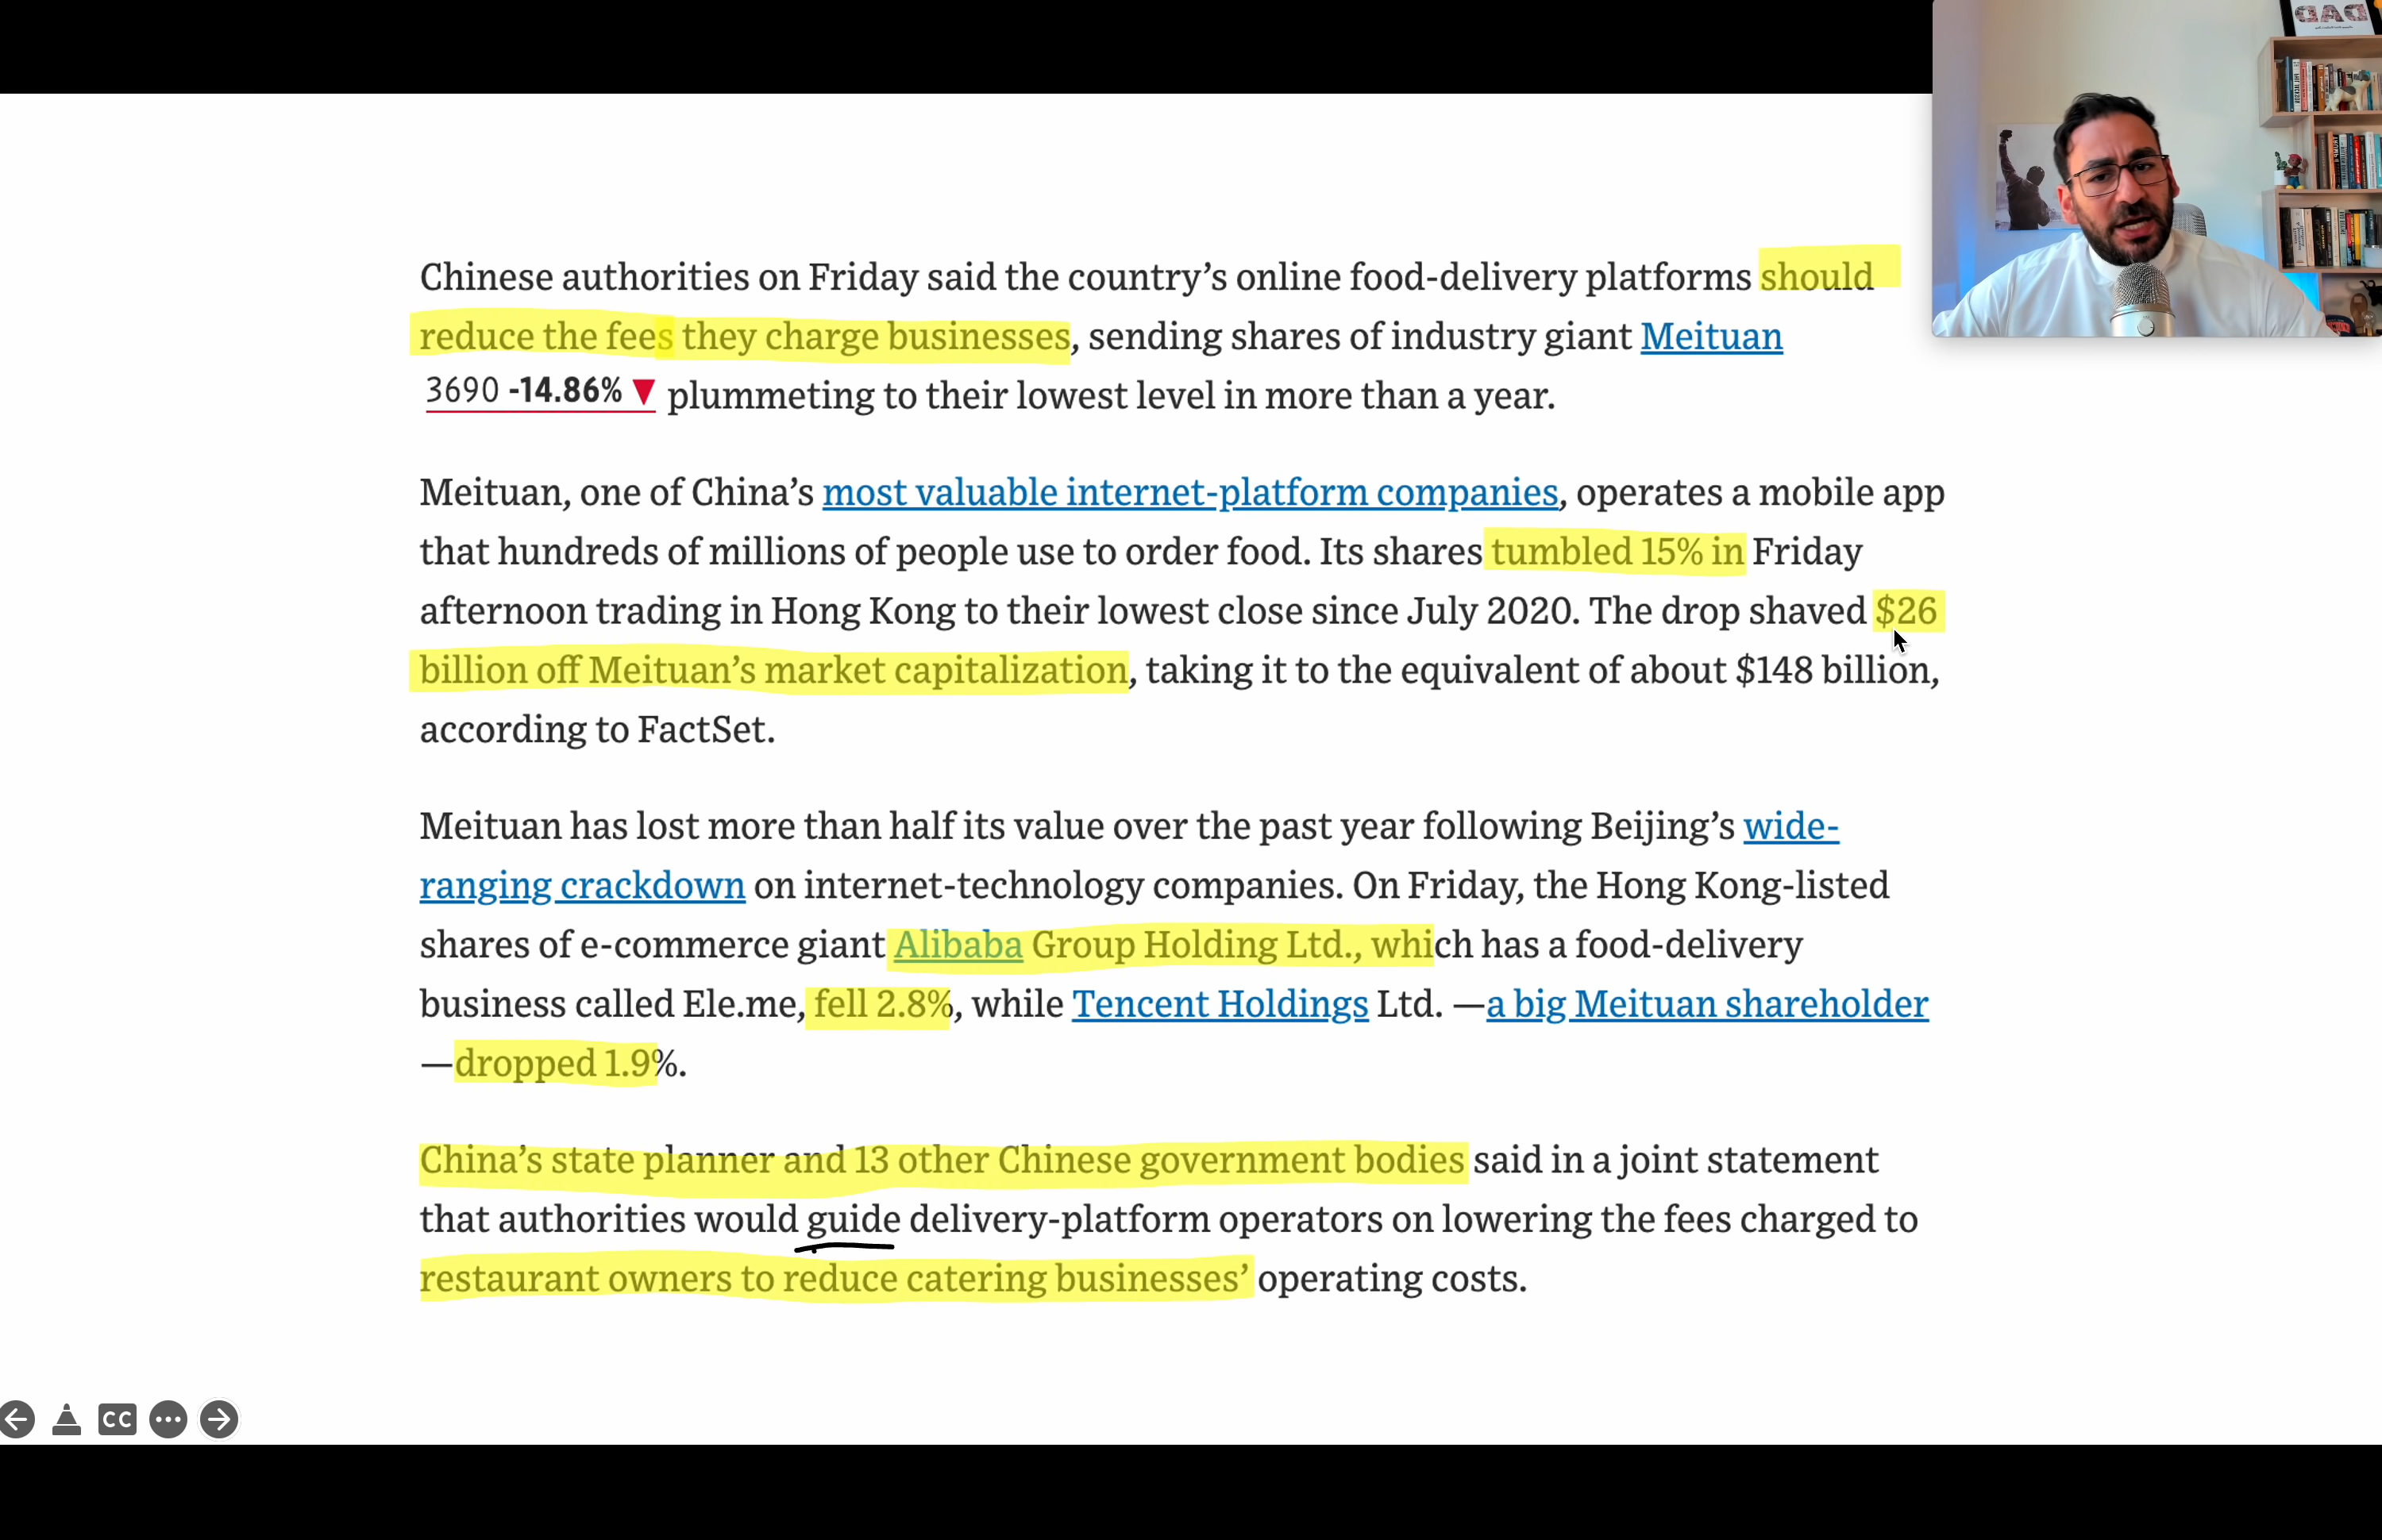 DAD
Chinese authorities on Friday said the country’s online food-delivery platforms should
reduce the fees they charge businesses, sending shares of industry giant Meituan
3690 -14.86% ▼ plummeting to their lowest level in more than a year.
Meituan, one of China’s most valuable internet-platform companies, operates a mobile app
that hundreds of millions of people use to order food. Its shares tumbled 15% in Friday
afternoon trading in Hong Kong to their lowest close since July 2020. The drop shaved $26
billion off Meituan’s market capitalization, taking it to the equivalent of about $148 billion,
according to FactSet.
Meituan has lost more than half its value over the past year following Beijing’s wide-
ranging crackdown on internet-technology companies. On Friday, the Hong Kong-listed
shares of e-commerce giant Alibaba Group Holding Ltd., which has a food-delivery
business called Ele.me, fell 2.8%, while Tencent Holdings Ltd. —a big Meituan shareholder
—dropped 1.9%.
China’s state planner and 13 other Chinese government bodies said in a joint statement
that authorities would guide delivery-platform operators on lowering the fees charged to
restaurant owners to reduce catering businesses’ operating costs.
CC